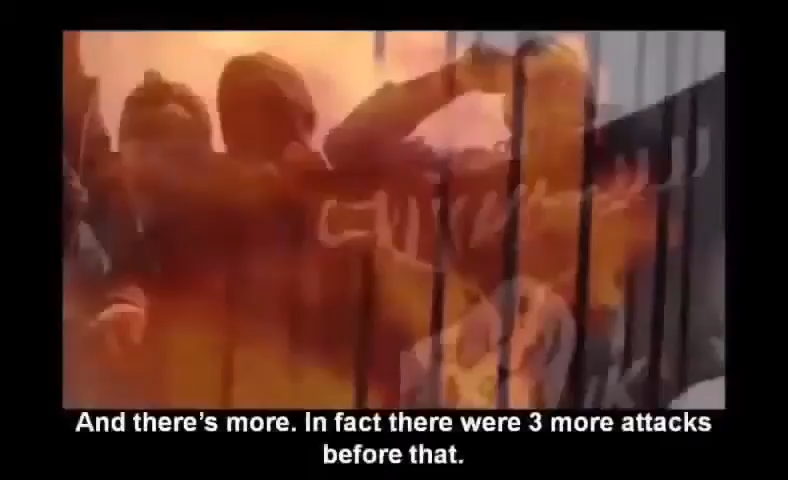 And there's more. In fact there were 3 more attacks
before that.